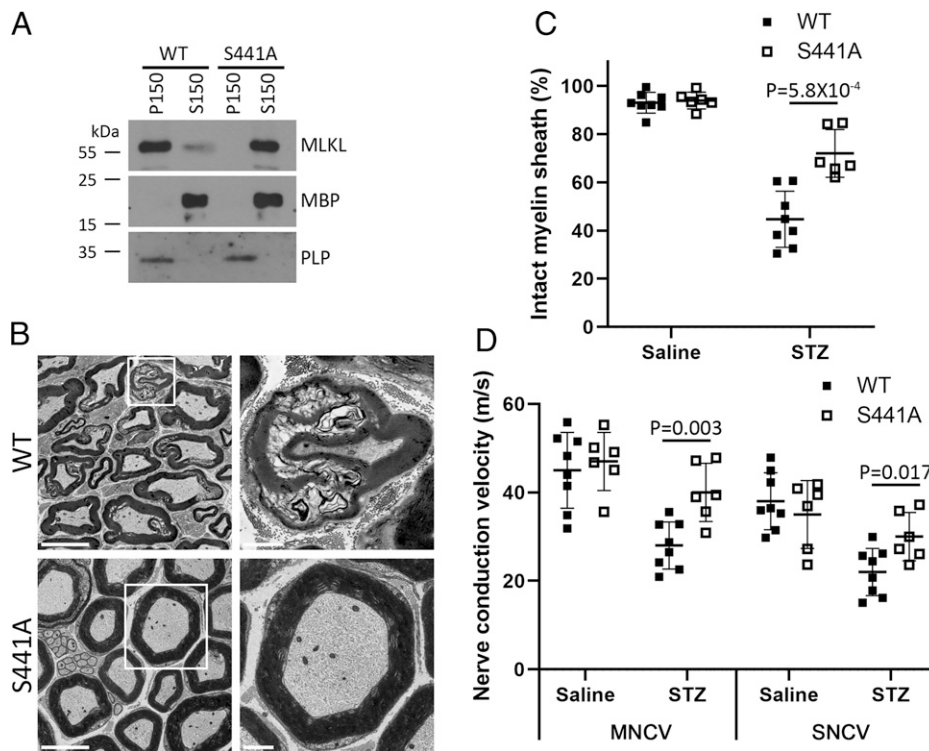 A
WT S441A
P150 S150 P150 S150
kDa
55
MLKL
25
MBP
15
35
PLP
B
WT
S441A
C
WT
S441A
Intact myelin sheath (%)
100
80
60
40
20
0
P=5.8X10⁻⁴
Saline STZ
D
WT
S441A
Nerve conduction velocity (m/s)
60
40
20
0
P=0.003
P=0.017
Saline STZ Saline STZ
MNCV SNCV